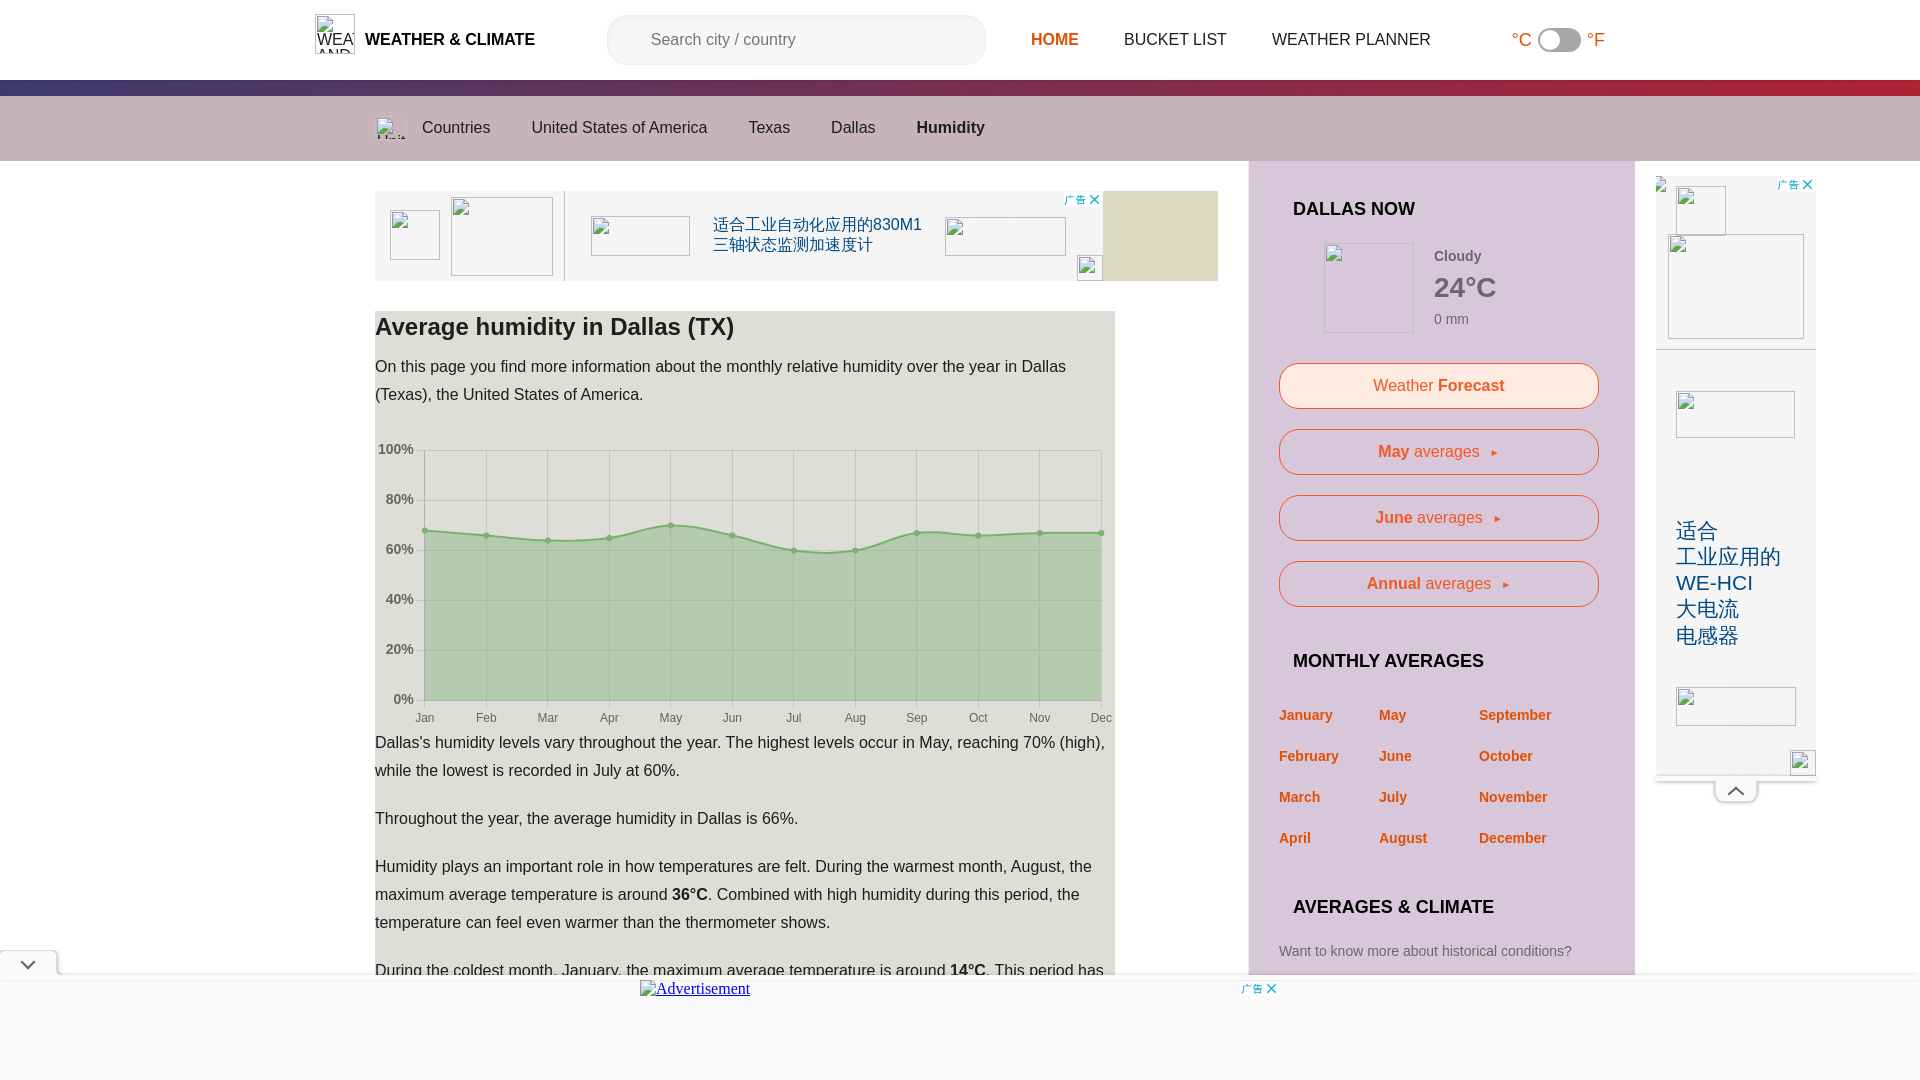 WEATHER & CLIMATE
Search city / country
HOME
BUCKET LIST
WEATHER PLANNER
°C
°F
Countries
United States of America
Texas
Dallas
Humidity
广告
适合工业自动化应用的830M1
三轴状态监测加速度计
Average humidity in Dallas (TX)
On this page you find more information about the monthly relative humidity over the year in Dallas
(Texas), the United States of America.
100%
80%
60%
40%
20%
0%
Jan Feb Mar Apr May Jun Jul Aug Sep Oct Nov Dec
Dallas's humidity levels vary throughout the year. The highest levels occur in May, reaching 70% (high),
while the lowest is recorded in July at 60%.
Throughout the year, the average humidity in Dallas is 66%.
Humidity plays an important role in how temperatures are felt. During the warmest month, August, the
maximum average temperature is around 36°C. Combined with high humidity during this period, the
temperature can feel even warmer than the thermometer shows.
During the coldest month, January, the maximum average temperature is around 14°C. This period has
DALLAS NOW
Cloudy
24°C
0 mm
Weather Forecast
May averages ►
June averages ►
Annual averages ►
MONTHLY AVERAGES
January May September
February June October
March July November
April August December
AVERAGES & CLIMATE
Want to know more about historical conditions?
广告
适合
工业应用的
WE-HCI
大电流
电感器
Advertisement
广告